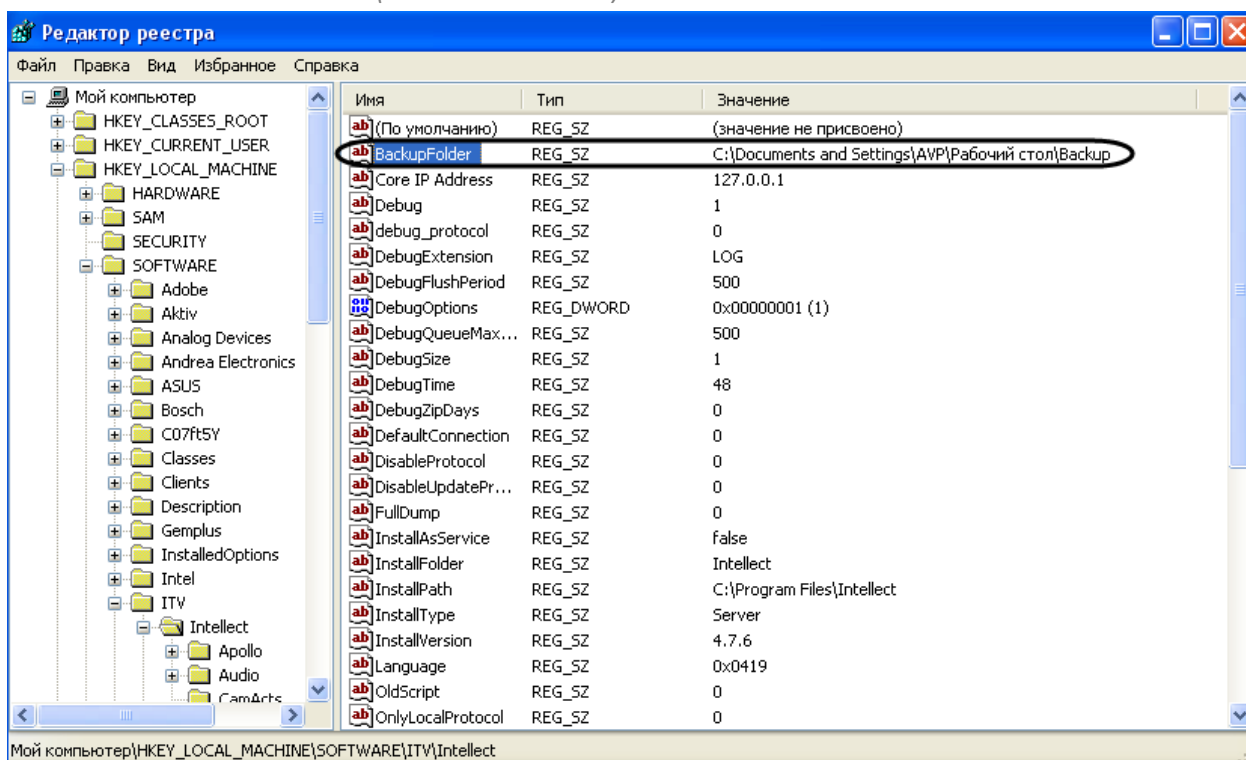 Редактор реестра
Файл Правка Вид Избранное Справка
Мой компьютер
HKEY_CLASSES_ROOT
HKEY_CURRENT_USER
HKEY_LOCAL_MACHINE
HARDWARE
SAM
SECURITY
SOFTWARE
Adobe
Aktiv
Analog Devices
Andrea Electronics
ASUS
Bosch
C07ft5Y
Classes
Clients
Description
Gemplus
InstalledOptions
Intel
ITV
Intellect
Apollo
Audio
CamActs
Имя Тип Значение
(По умолчанию) REG_SZ (значение не присвоено)
BackupFolder REG_SZ C:\Documents and Settings\AVP\Рабочий стол\Backup
Core IP Address REG_SZ 127.0.0.1
Debug REG_SZ 1
debug_protocol REG_SZ 0
DebugExtension REG_SZ LOG
DebugFlushPeriod REG_SZ 500
DebugOptions REG_DWORD 0x00000001 (1)
DebugQueueMax... REG_SZ 500
DebugSize REG_SZ 1
DebugTime REG_SZ 48
DebugZipDays REG_SZ 0
DefaultConnection REG_SZ 0
DisableProtocol REG_SZ 0
DisableUpdatePr... REG_SZ 0
FullDump REG_SZ 0
InstallAsService REG_SZ false
InstallFolder REG_SZ Intellect
InstallPath REG_SZ C:\Program Files\Intellect
InstallType REG_SZ Server
InstallVersion REG_SZ 4.7.6
Language REG_SZ 0x0419
OldScript REG_SZ 0
OnlyLocalProtocol REG_SZ 0
Мой компьютер\HKEY_LOCAL_MACHINE\SOFTWARE\ITV\Intellect